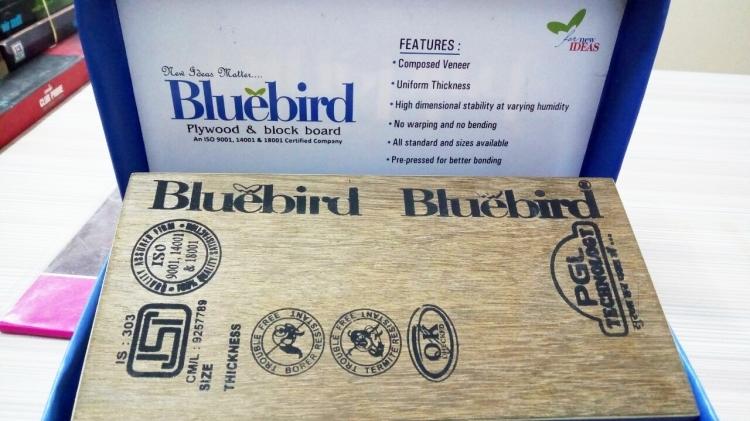 New Ideas Matter....
Bluebird
Plywood & block board
An ISO 9001, 14001 & 18001 Certified Company
FEATURES :
• Composed Veneer
• Uniform Thickness
• High dimensional stability at varying humidity
• No warping and no bending
• All standard and sizes available
• Pre-pressed for better bonding
for new
IDEAS
Bluebird
Bluebird®
ISO
9001, 14001
& 18001
QUALITY ASSURED FIRM
IS : 303
CM/L : 9257789
SIZE
THICKNESS
TROUBLE FREE
BORER RESISTANT
TROUBLE FREE
TERMITE RESISTANT
OK
CHECKED
PGL
TECHNOLOGY